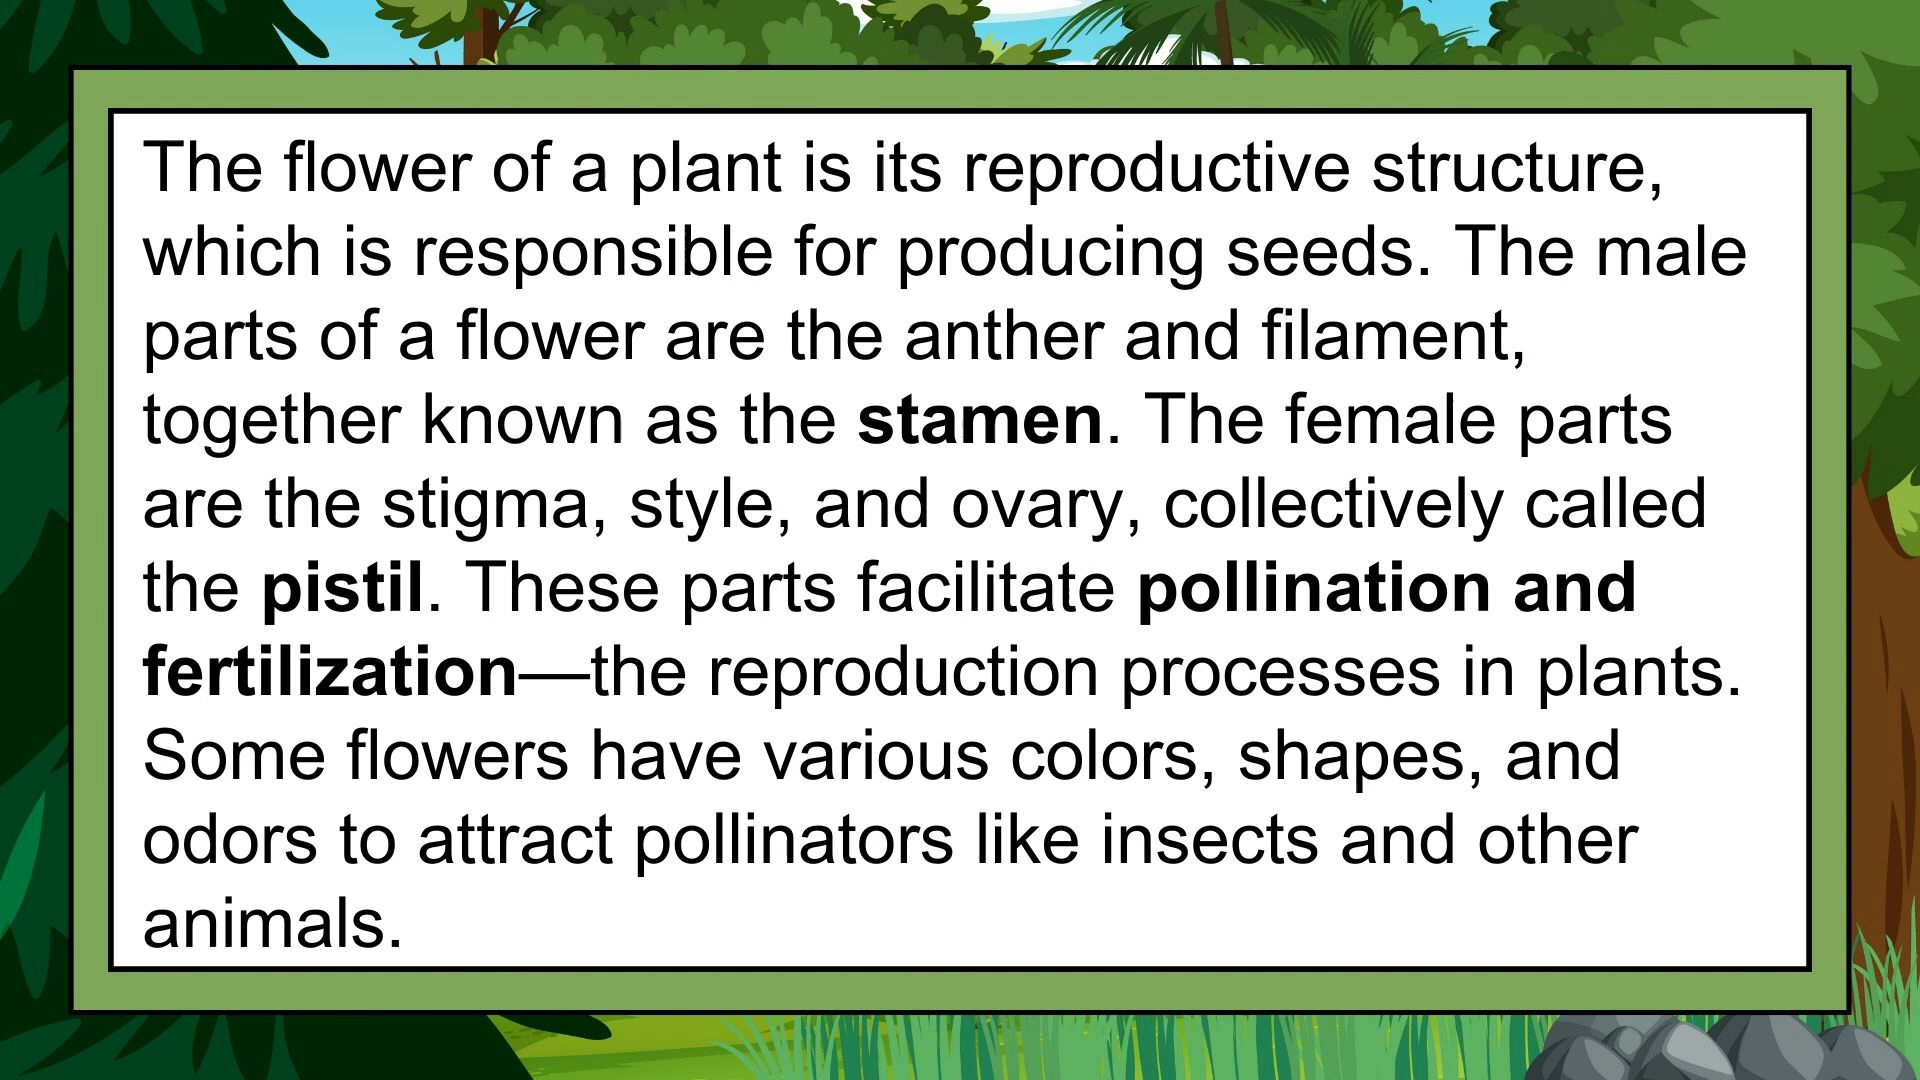 The flower of a plant is its reproductive structure,
which is responsible for producing seeds. The male
parts of a flower are the anther and filament,
together known as the stamen. The female parts
are the stigma, style, and ovary, collectively called
the pistil. These parts facilitate pollination and
fertilization—the reproduction processes in plants.
Some flowers have various colors, shapes, and
odors to attract pollinators like insects and other
animals.